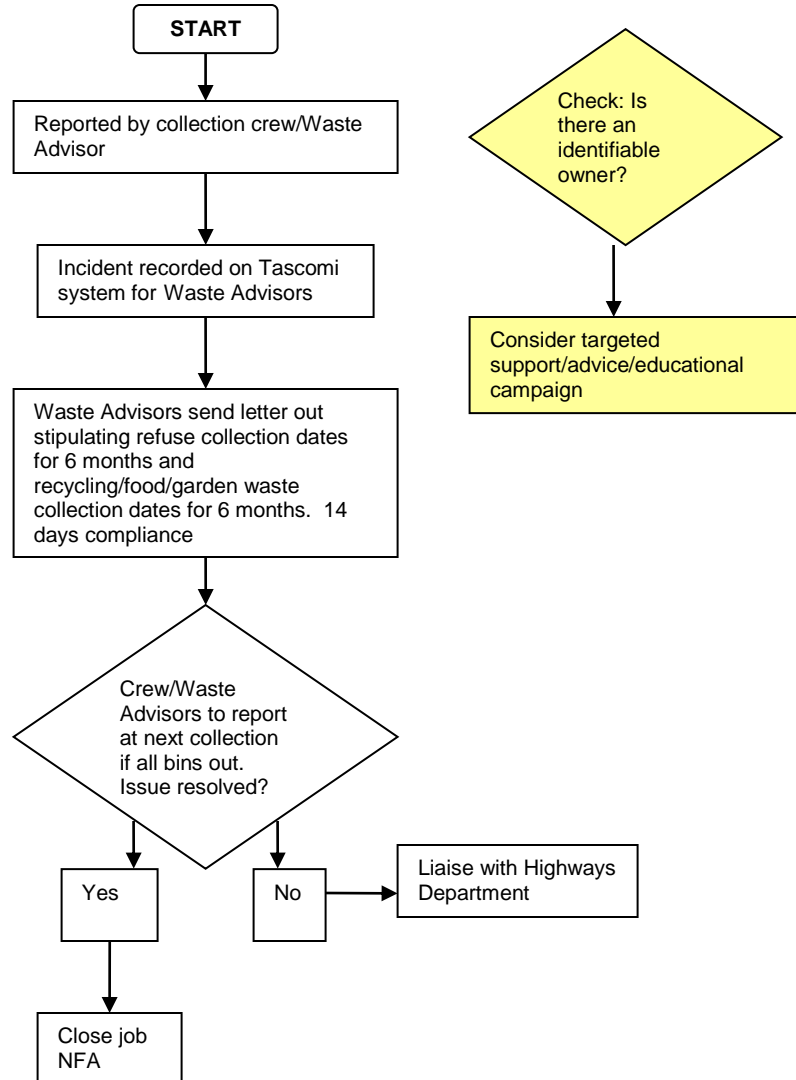 START
Reported by collection crew/Waste
Advisor
Incident recorded on Tascomi
system for Waste Advisors
Waste Advisors send letter out
stipulating refuse collection dates
for 6 months and
recycling/food/garden waste
collection dates for 6 months.  14
days compliance
Crew/Waste
Advisors to report
at next collection
if all bins out.
Issue resolved?
Yes
No
Liaise with Highways
Department
Close job
NFA
Check: Is
there an
identifiable
owner?
Consider targeted
support/advice/educational
campaign